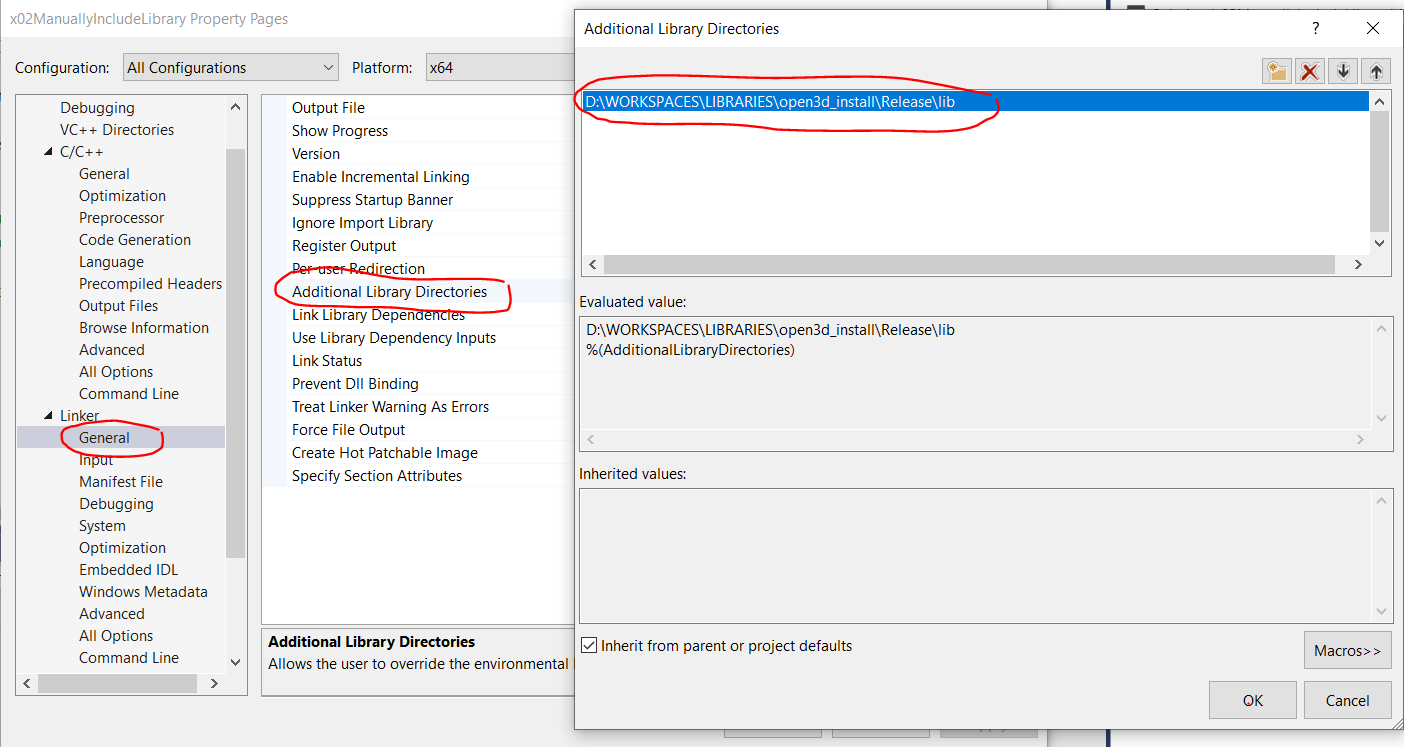 x02ManuallyIncludeLibrary Property Pages
Configuration:
All Configurations
Platform:
x64
Debugging
VC++ Directories
C/C++
General
Optimization
Preprocessor
Code Generation
Language
Precompiled Headers
Output Files
Browse Information
Advanced
All Options
Command Line
Linker
General
Input
Manifest File
Debugging
System
Optimization
Embedded IDL
Windows Metadata
Advanced
All Options
Command Line
Output File
Show Progress
Version
Enable Incremental Linking
Suppress Startup Banner
Ignore Import Library
Register Output
Per-user Redirection
Additional Library Directories
Link Library Dependencies
Use Library Dependency Inputs
Link Status
Prevent Dll Binding
Treat Linker Warning As Errors
Force File Output
Create Hot Patchable Image
Specify Section Attributes
Additional Library Directories
Allows the user to override the environmental
Additional Library Directories
?
D:\WORKSPACES\LIBRARIES\open3d_install\Release\lib
Evaluated value:
D:\WORKSPACES\LIBRARIES\open3d_install\Release\lib
%(AdditionalLibraryDirectories)
Inherited values:
Inherit from parent or project defaults
Macros>>
OK
Cancel